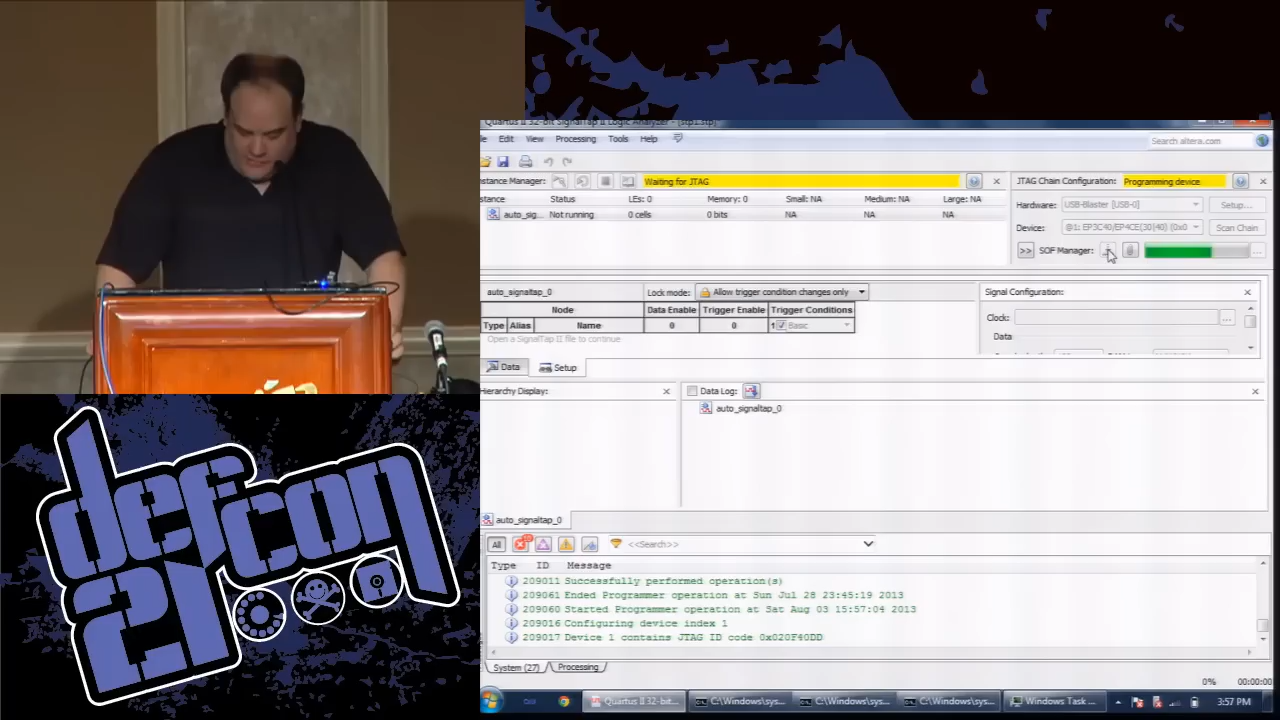 Quartus II 32-bit SignalTap II Logic Analyzer - [stp1.stp]
Edit View Processing Tools Help
Search altera.com
Instance Manager: Waiting for JTAG
JTAG Chain Configuration: Programming device
stance Status LEs: 0 Memory: 0 Small: NA Medium: NA Large: NA
auto_sig... Not running 0 cells 0 bits NA NA NA
Hardware: USB-Blaster [USB-0] Setup...
Device: @1: EP3C40/EP4CE(30|40) (0x0 Scan Chain
>> SOF Manager: ...
auto_signaltap_0 Lock mode: Allow trigger condition changes only
Signal Configuration:
Node Data Enable Trigger Enable Trigger Conditions
Type Alias Name 0 0 1 Basic
Clock: ...
Data
Open a SignalTap II file to continue
Data Setup
Hierarchy Display: Data Log:
auto_signaltap_0
auto_signaltap_0
All <<Search>>
Type ID Message
209011 Successfully performed operation(s)
209061 Ended Programmer operation at Sun Jul 28 23:45:19 2013
209060 Started Programmer operation at Sat Aug 03 15:57:04 2013
209016 Configuring device index 1
209017 Device 1 contains JTAG ID code 0x020F40DD
System (27) Processing
0% 00:00:00
Quartus II 32-bit... C:\Windows\sys... C:\Windows\sys... C:\Windows\sys... Windows Task ... 3:57 PM
defcon
21